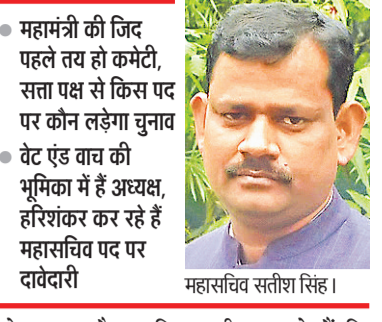 महामंत्री की जिद
पहले तय हो कमेटी,
सत्ता पक्ष से किस पद
पर कौन लड़ेगा चुनाव
वेट एंड वाच की
भूमिका में हैं अध्यक्ष,
हरिशंकर कर रहे हैं
महासचिव पद पर
दावेदारी
महासचिव सतीश सिंह।